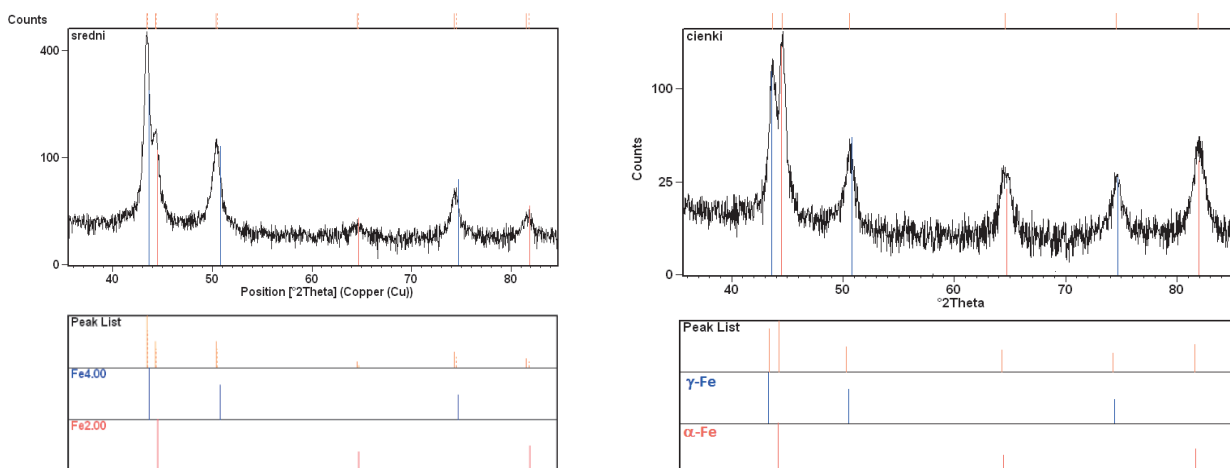 Counts
sredni
400
100
0
40 50 60 70 80
Position [°2Theta] (Copper (Cu))
Peak List
Fe4.00
Fe2.00
cienki
Counts
100
25
0
40 50 60 70 80
°2Theta
Peak List
γ-Fe
α-Fe